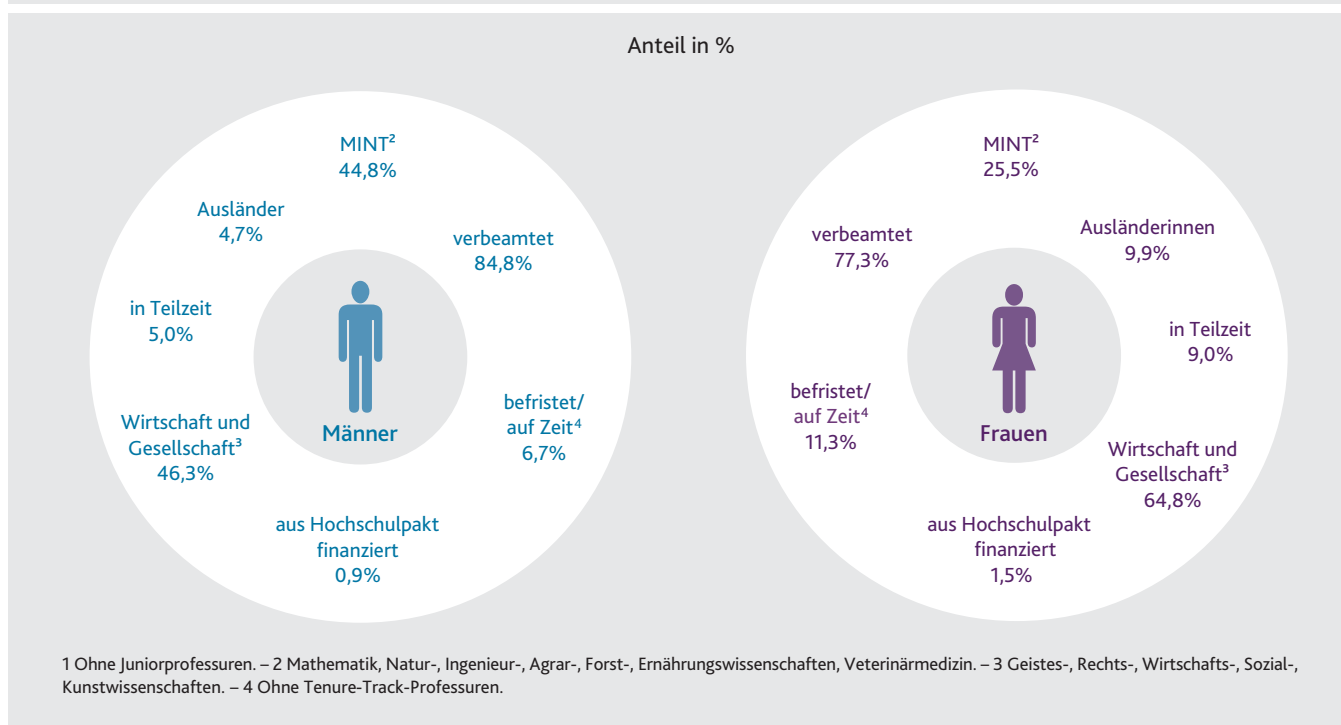 Anteil in %
MINT²
44,8%
Ausländer
4,7%
verbeamtet
84,8%
in Teilzeit
5,0%
befristet/
auf Zeit⁴
6,7%
Wirtschaft und
Gesellschaft³
46,3%
Männer
aus Hochschulpakt
finanziert
0,9%
MINT²
25,5%
verbeamtet
77,3%
Ausländerinnen
9,9%
in Teilzeit
9,0%
befristet/
auf Zeit⁴
11,3%
Frauen
Wirtschaft und
Gesellschaft³
64,8%
aus Hochschulpakt
finanziert
1,5%
1 Ohne Juniorprofessuren. – 2 Mathematik, Natur-, Ingenieur-, Agrar-, Forst-, Ernährungswissenschaften, Veterinärmedizin. – 3 Geistes-, Rechts-, Wirtschafts-, Sozial-,
Kunstwissenschaften. – 4 Ohne Tenure-Track-Professuren.